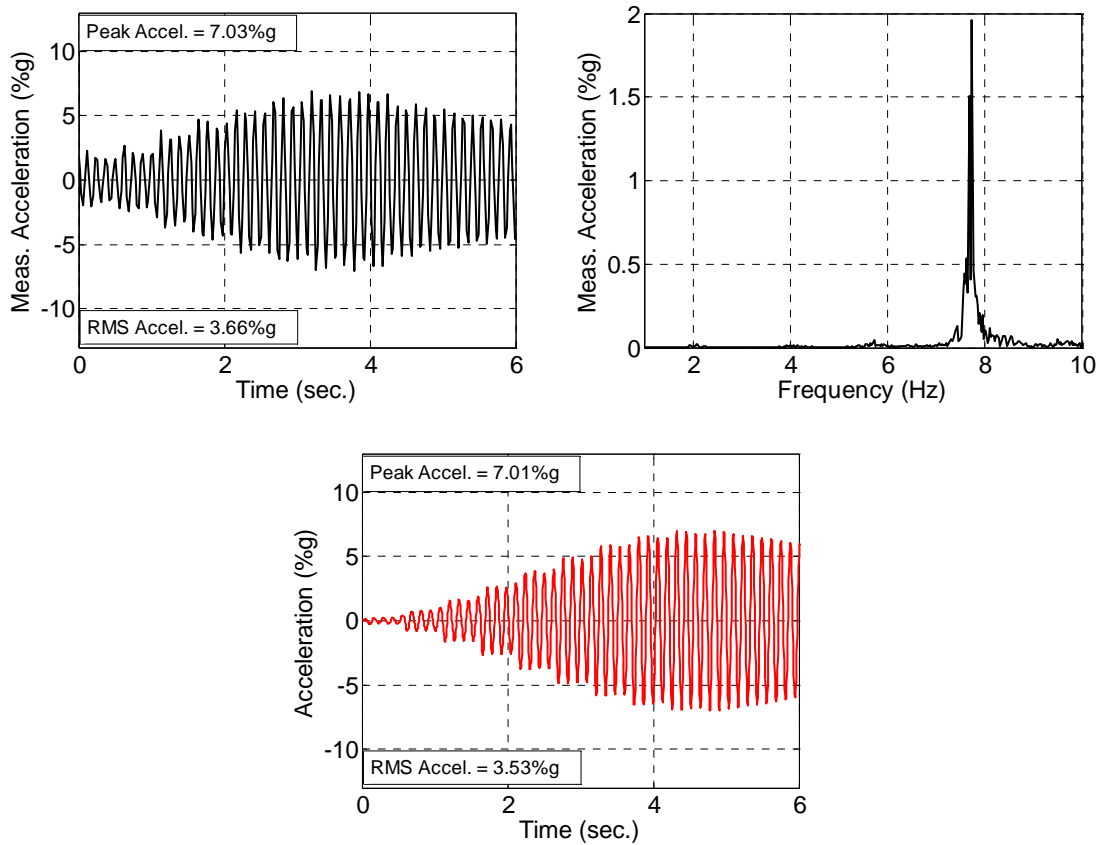 Peak Accel. = 7.03%g
10
5
0
-5
-10
Meas. Acceleration (%g)
RMS Accel. = 3.66%g
0 2 4 6
Time (sec.)
2
1.5
1
0.5
0
Meas. Acceleration (%g)
2 4 6 8 10
Frequency (Hz)
Peak Accel. = 7.01%g
10
5
0
-5
-10
Acceleration (%g)
RMS Accel. = 3.53%g
0 2 4 6
Time (sec.)